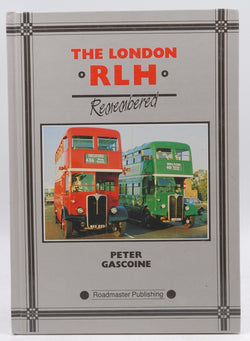 THE LONDON
RLH
Remembered
PETER
GASCOINE
Roadmaster Publishing